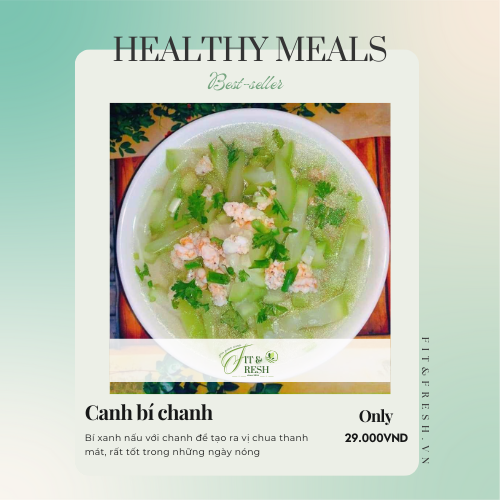 HEALTHY MEALS
Best-seller
FIT &
FRESH
Canh bí chanh
Bí xanh nấu với chanh để tạo ra vị chua thanh
mát, rất tốt trong những ngày nóng
Only
29.000VND
FIT&FRESH.VN